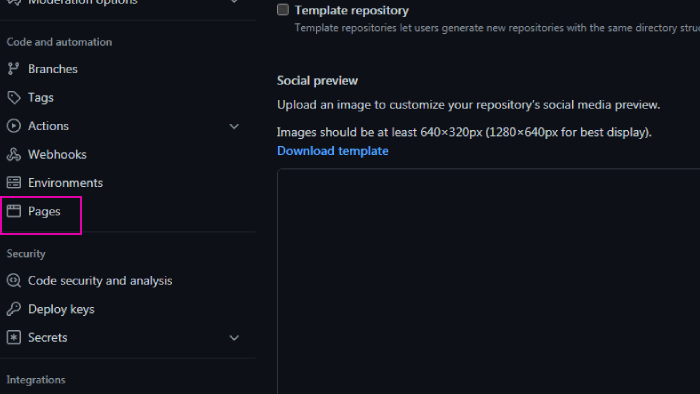 Moderation options
Code and automation
Branches
Tags
Actions
Webhooks
Environments
Pages
Security
Code security and analysis
Deploy keys
Secrets
Integrations
Template repository
Template repositories let users generate new repositories with the same directory
Social preview
Upload an image to customize your repository's social media preview.
Images should be at least 640×320px (1280×640px for best display).
Download template